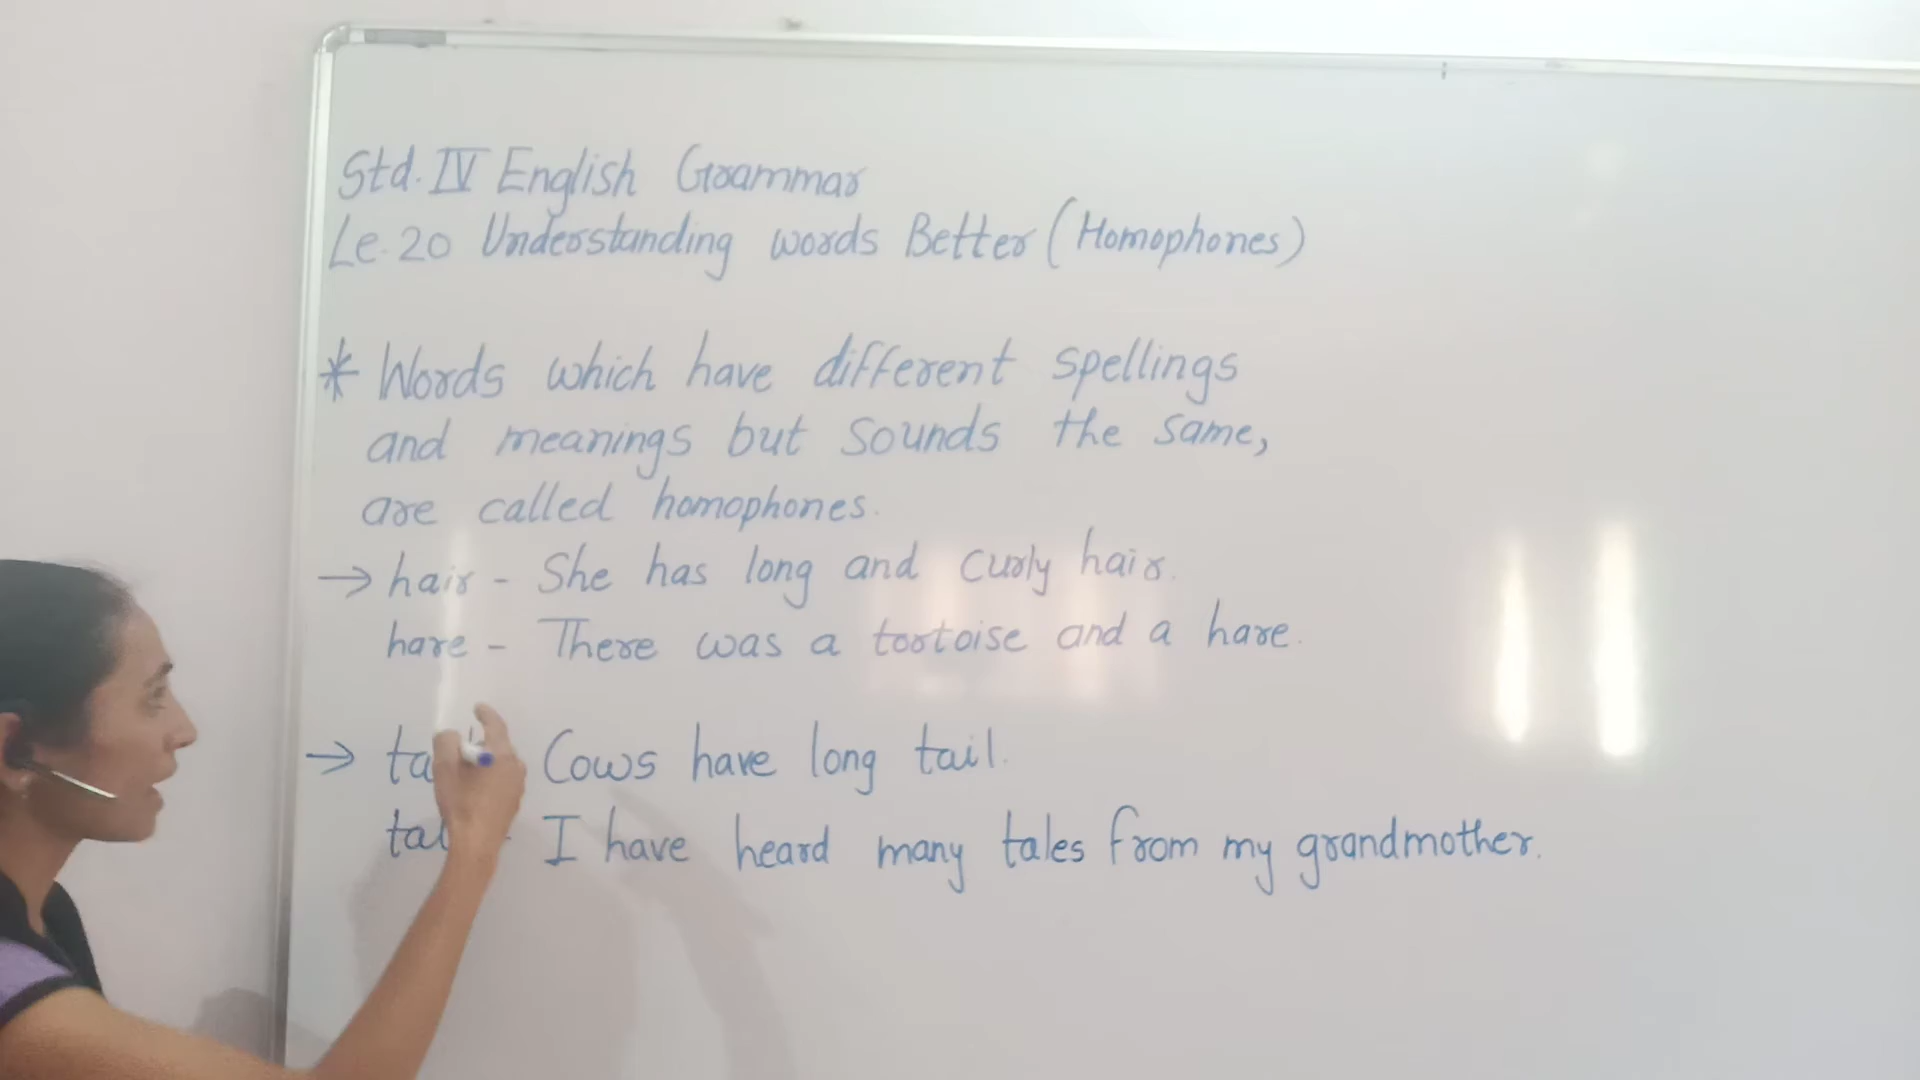 Std. IV English Grammar
Le. 20 Understanding words Better (Homophones)
* Words which have different spellings
and meanings but sounds the same,
are called homophones.
→ hair - She has long and curly hair.
hare - There was a tortoise and a hare.
→ Cows have long tail.
- I have heard many tales from my grandmother.